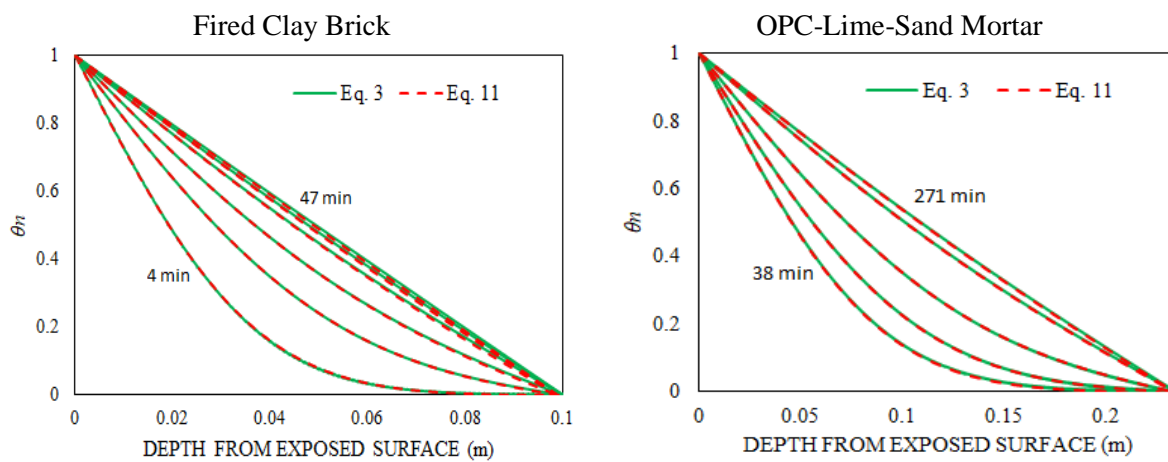 Fired Clay Brick
1
0.8
0.6
0.4
0.2
0
θn
Eq. 3 Eq. 11
47 min
4 min
0 0.02 0.04 0.06 0.08 0.1
DEPTH FROM EXPOSED SURFACE (m)
OPC-Lime-Sand Mortar
1
0.8
0.6
0.4
0.2
0
θn
Eq. 3 Eq. 11
271 min
38 min
0 0.05 0.1 0.15 0.2
DEPTH FROM EXPOSED SURFACE (m)